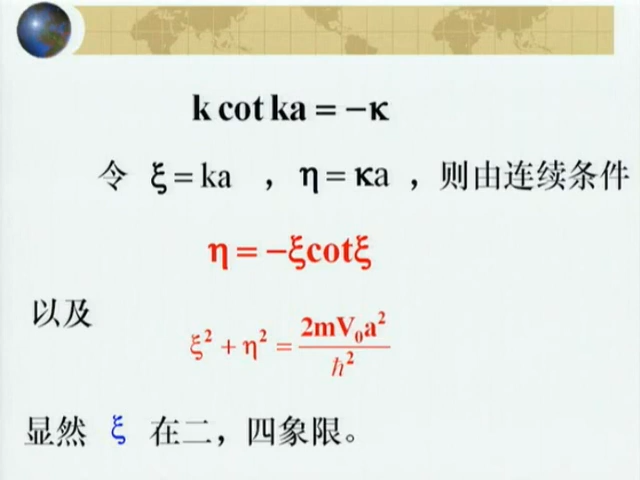 k cot ka = −κ
令 ξ = ka ， η = κa ，则由连续条件
η = −ξcotξ
以及
ξ² + η² = 2mV₀a² / ħ²
显然 ξ 在二，四象限。